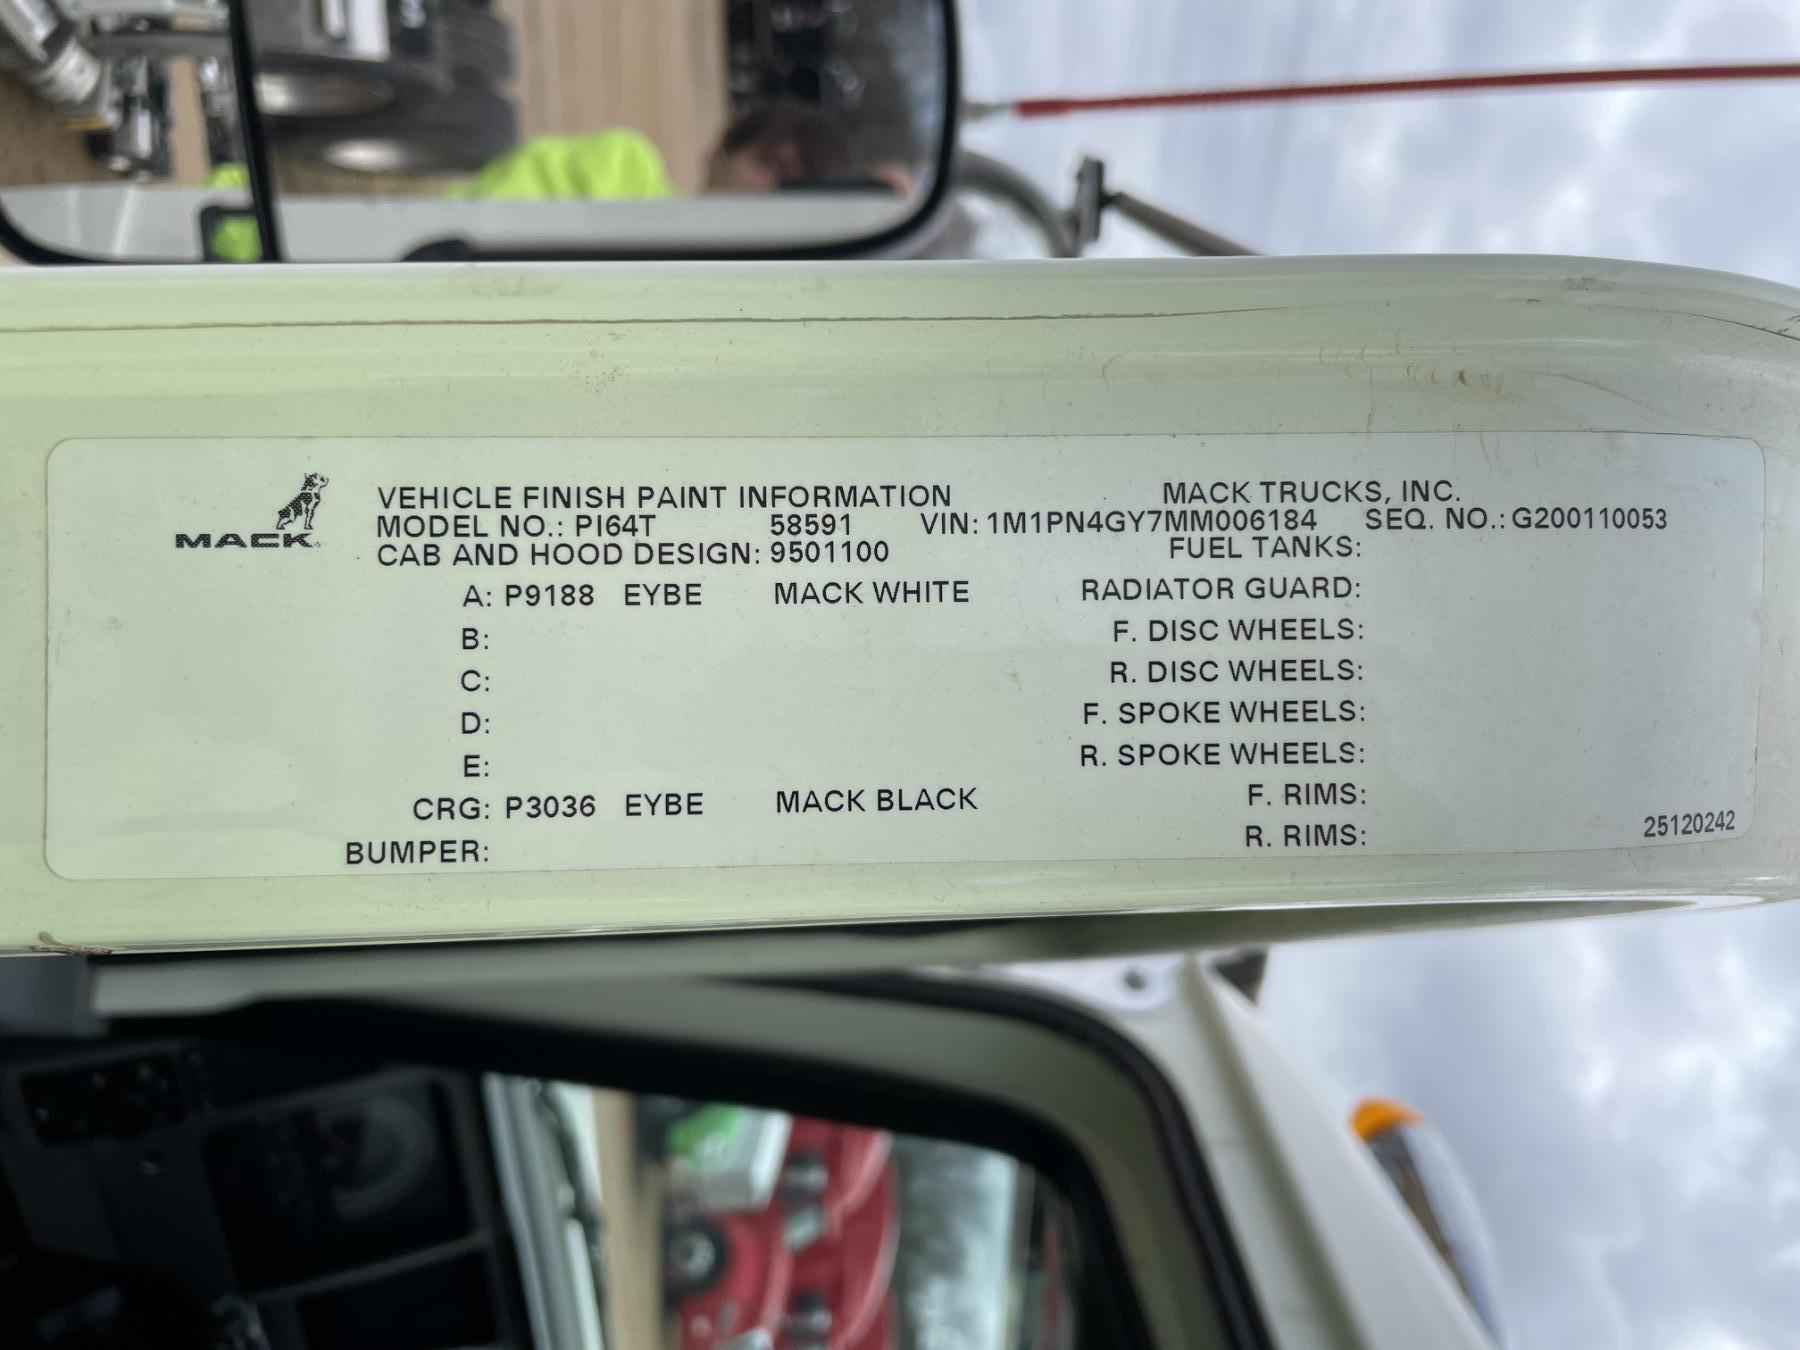 MACK
VEHICLE FINISH PAINT INFORMATION MACK TRUCKS, INC.
MODEL NO.: PI64T 58591 VIN: 1M1PN4GY7MM006184 SEQ. NO.: G200110053
CAB AND HOOD DESIGN: 9501100 FUEL TANKS:
A: P9188 EYBE MACK WHITE RADIATOR GUARD:
B: F. DISC WHEELS:
C: R. DISC WHEELS:
D: F. SPOKE WHEELS:
E: R. SPOKE WHEELS:
CRG: P3036 EYBE MACK BLACK F. RIMS:
BUMPER: R. RIMS:
25120242